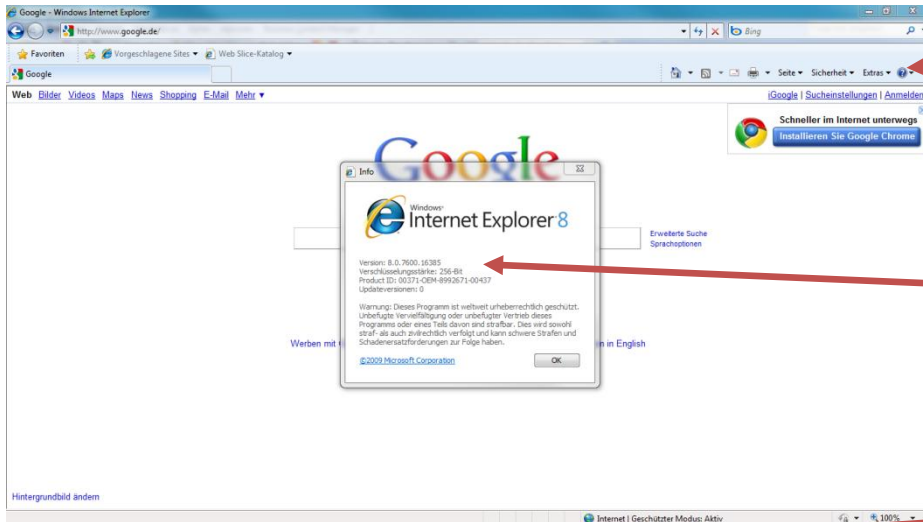 Google - Windows Internet Explorer
http://www.google.de/
Bing
Favoriten Vorgeschlagene Sites Web Slice-Katalog
Google
Seite Sicherheit Extras
Web Bilder Videos Maps News Shopping E-Mail Mehr
iGoogle | Sucheinstellungen | Anmelden
Schneller im Internet unterwegs
Installieren Sie Google Chrome
Google
Info
Windows
Internet Explorer 8
Erweiterte Suche
Sprachoptionen
Version: 8.0.7600.16385
Verschlüsselungsstärke: 256-Bit
Product ID: 00371-OEM-8992671-00437
Updateversionen: 0
Warnung: Dieses Programm ist weltweit urheberrechtlich geschützt.
Unbefugte Vervielfältigung oder unbefugter Vertrieb dieses
Programms oder eines Teils davon sind strafbar. Dies wird sowohl
straf- als auch zivilrechtlich verfolgt und kann schwere Strafen und
Schadenersatzforderungen zur Folge haben.
Werben mit
in English
©2009 Microsoft Corporation
OK
Hintergrundbild ändern
Internet | Geschützter Modus: Aktiv
100%